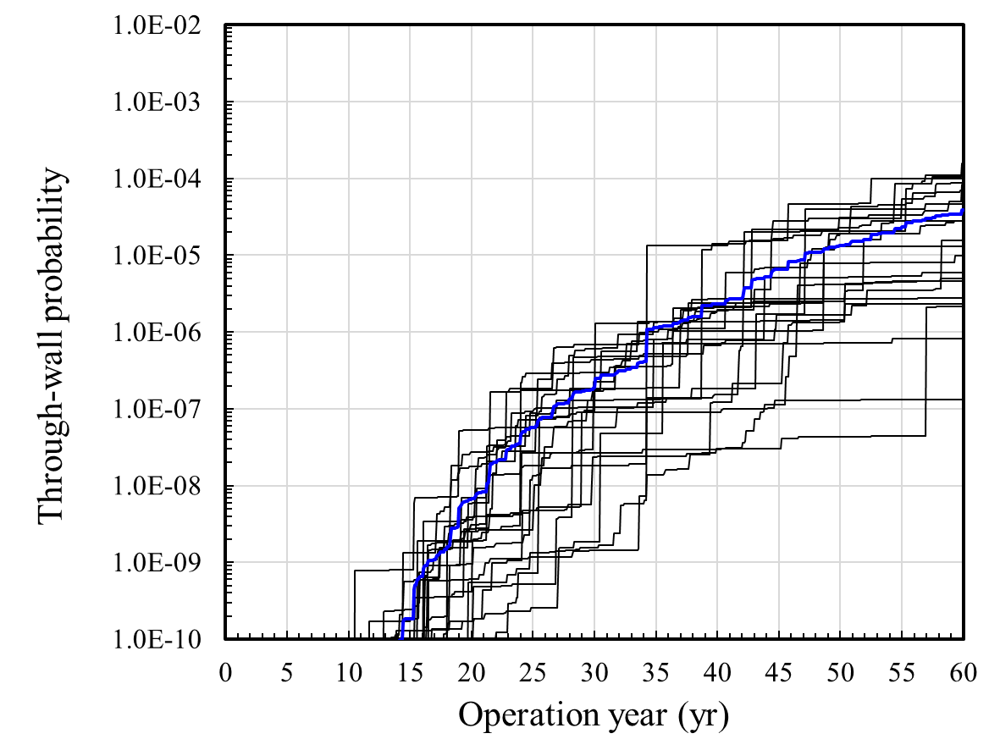 1.0E-02
1.0E-03
1.0E-04
1.0E-05
1.0E-06
1.0E-07
1.0E-08
1.0E-09
1.0E-10
Through-wall probability
0 5 10 15 20 25 30 35 40 45 50 55 60
Operation year (yr)